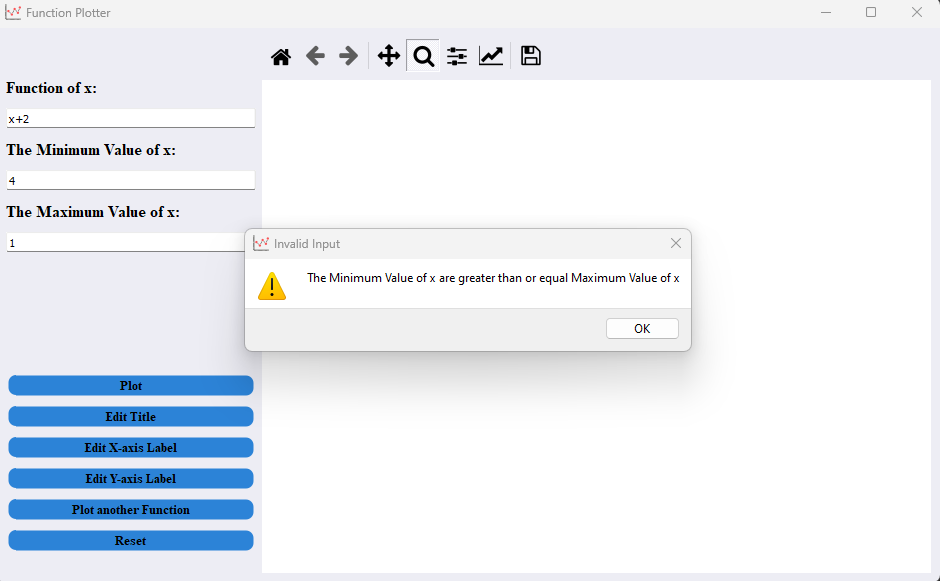 Function Plotter
Function of x:
x+2
The Minimum Value of x:
4
The Maximum Value of x:
1
Invalid Input
The Minimum Value of x are greater than or equal Maximum Value of x
OK
Plot
Edit Title
Edit X-axis Label
Edit Y-axis Label
Plot another Function
Reset